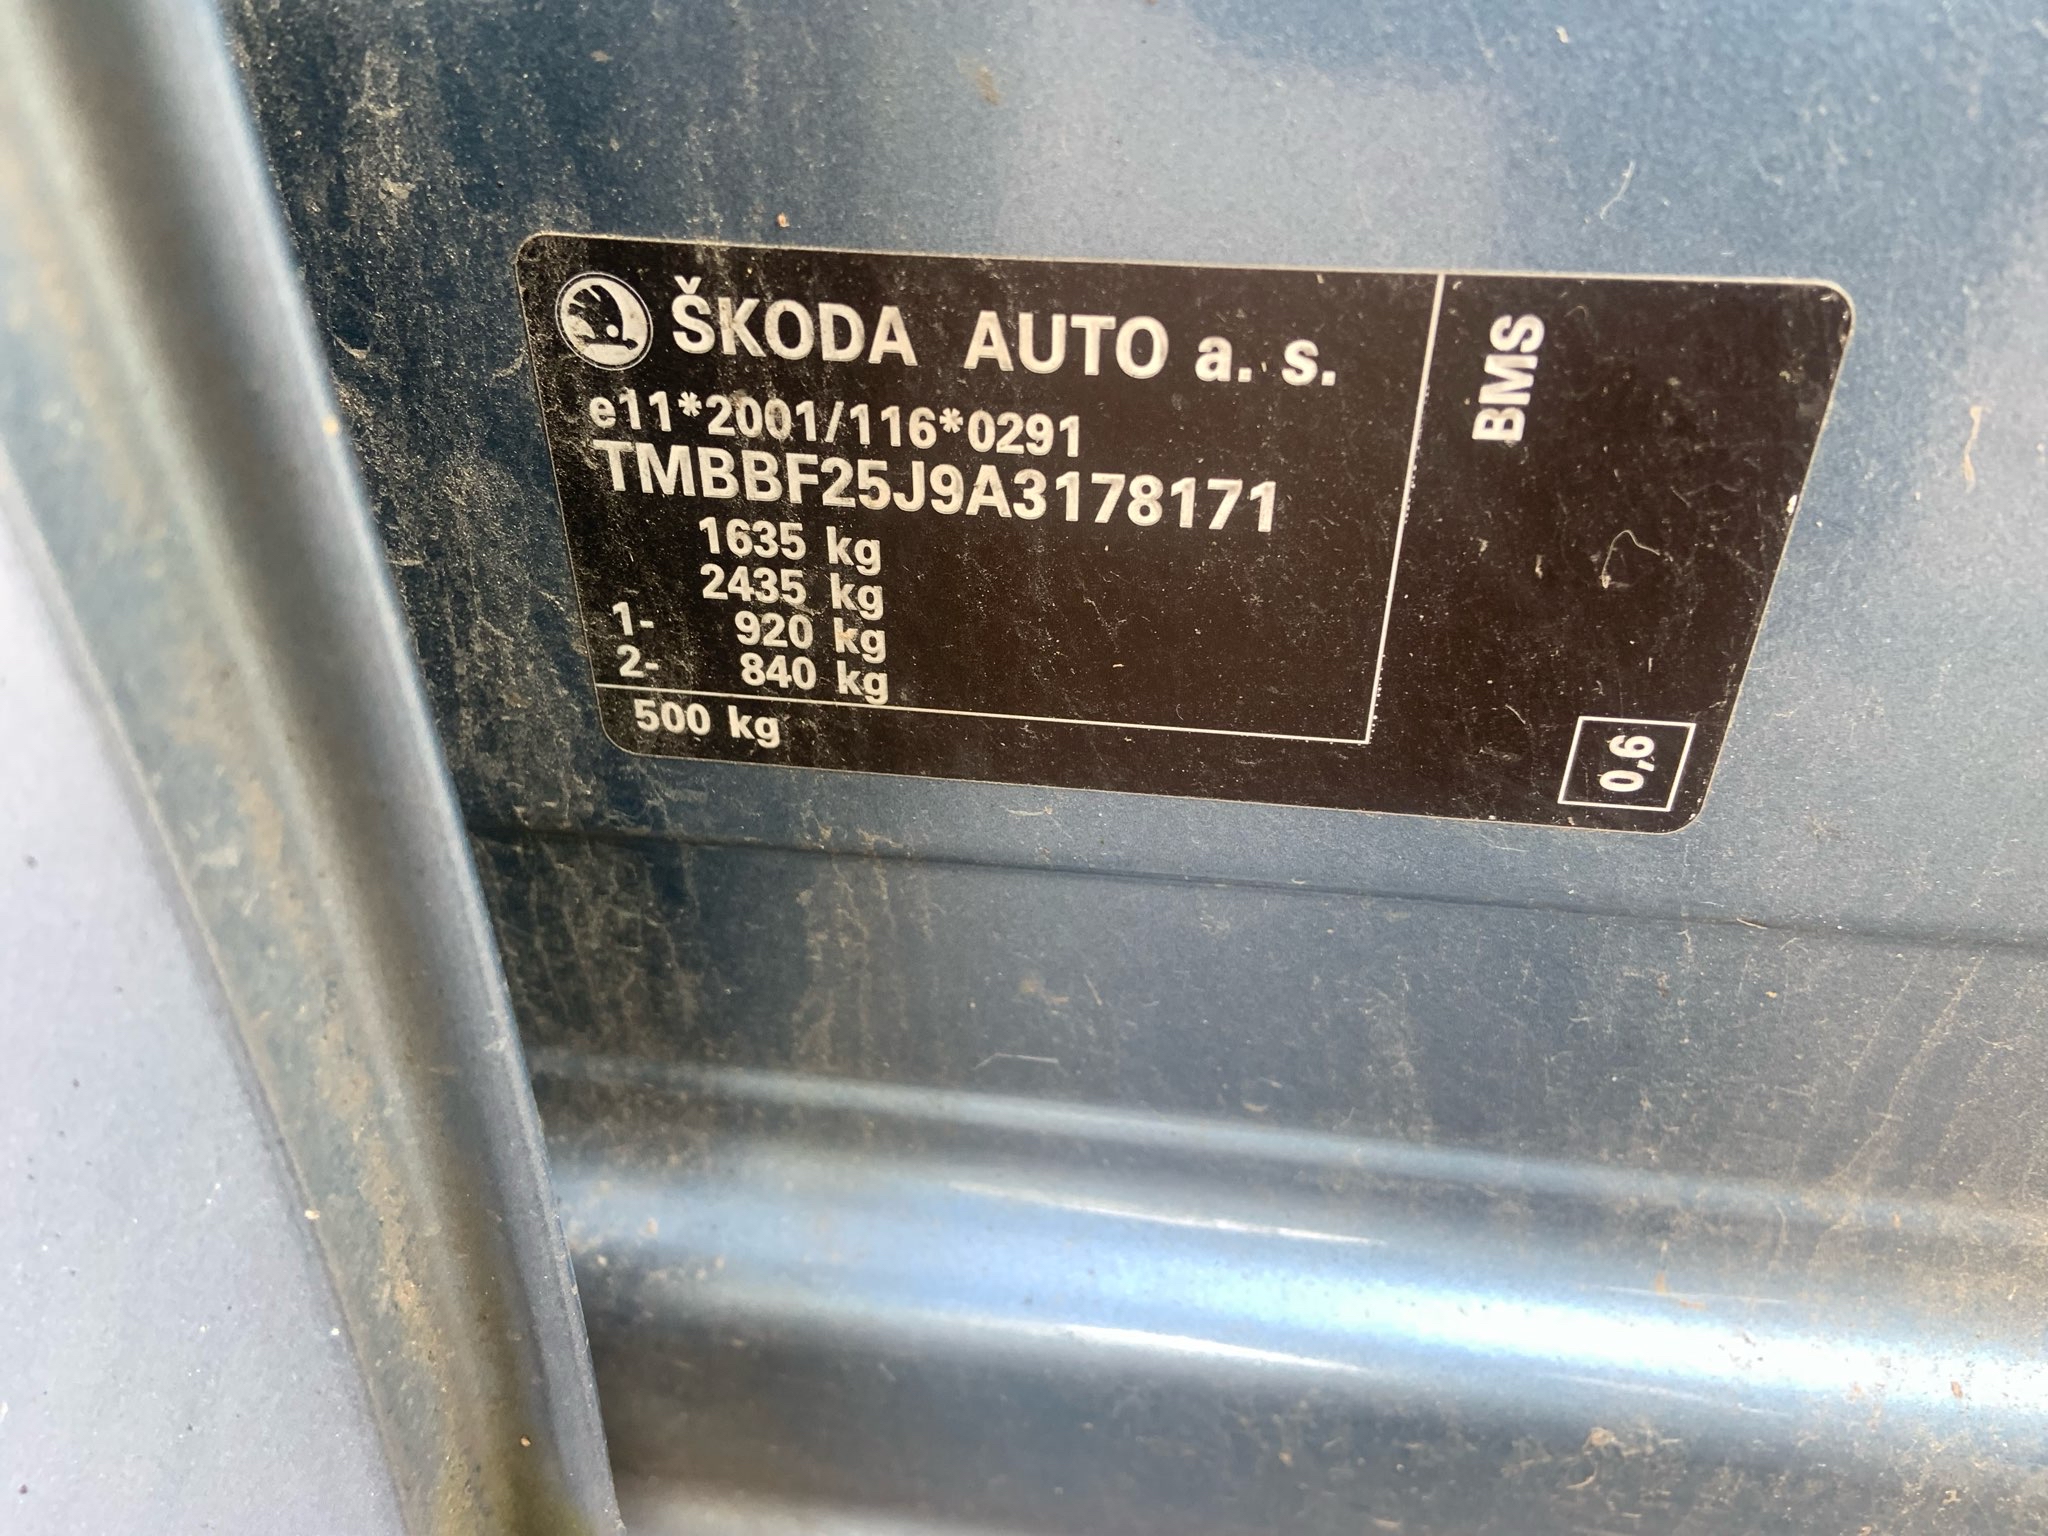 ŠKODA AUTO a. s.
e11*2001/116*0291
TMBBF25J9A3178171
1635 kg
2435 kg
1- 920 kg
2- 840 kg
500 kg
BMS
0,6